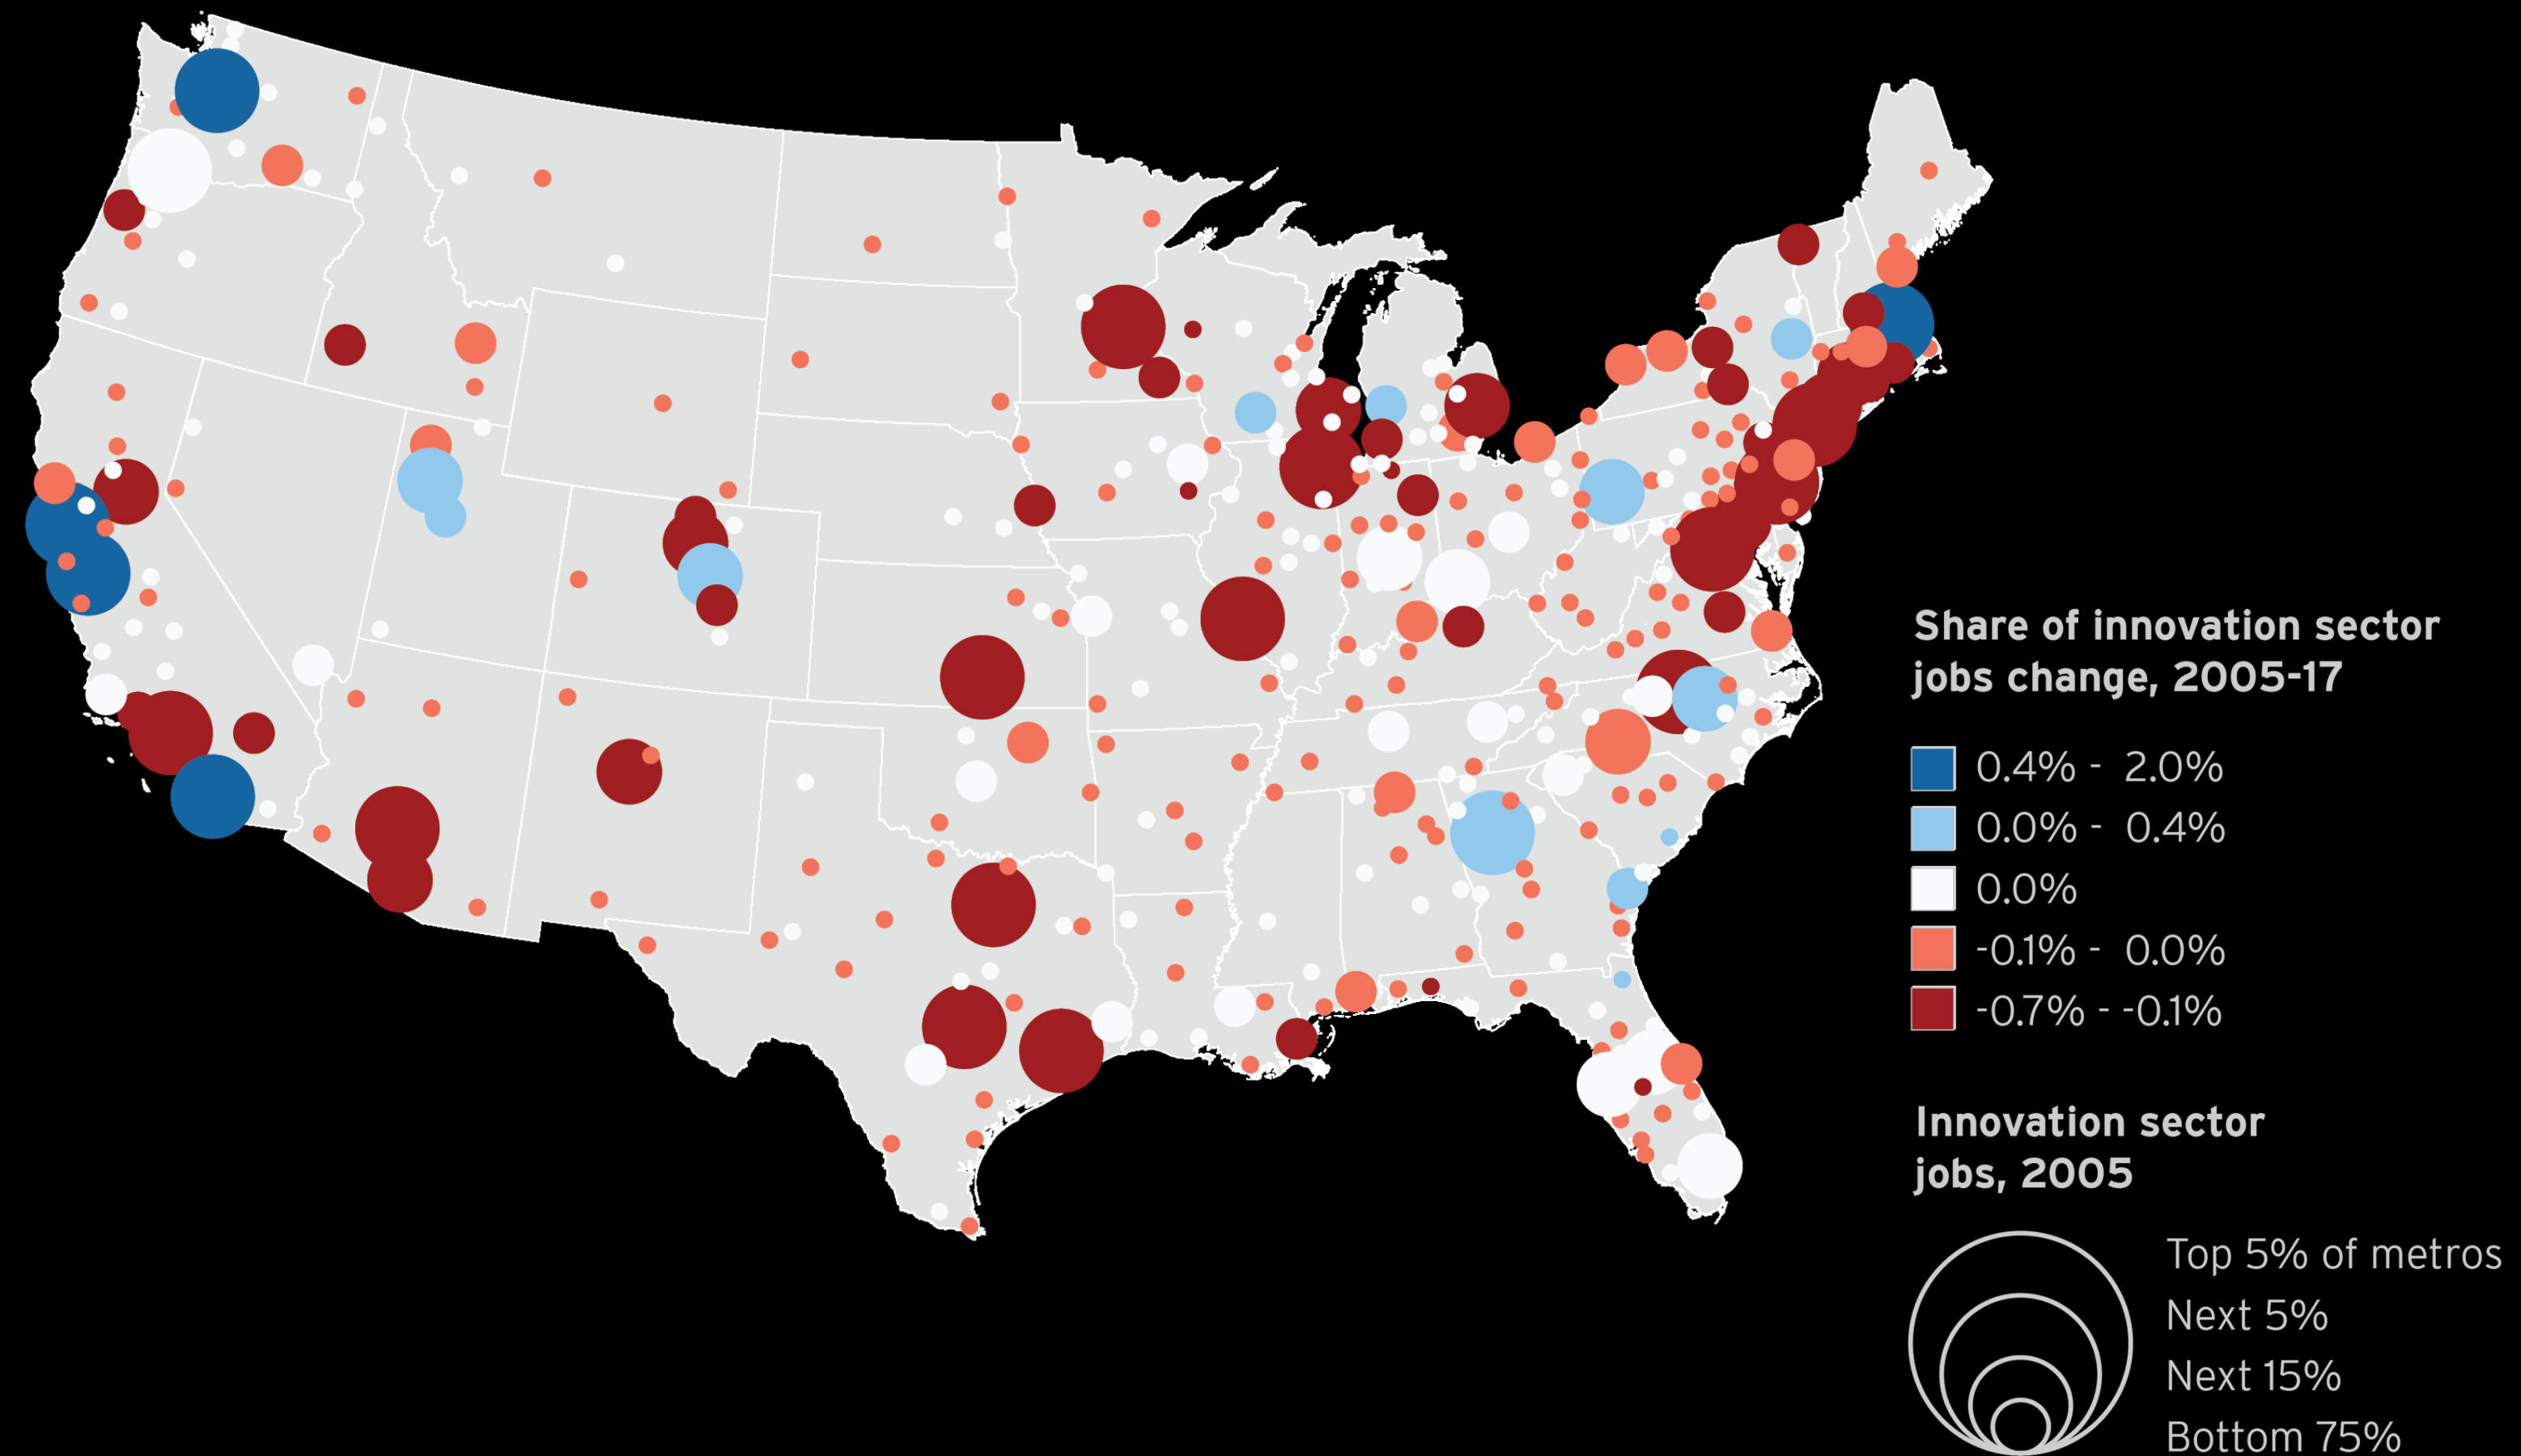 Share of innovation sector
jobs change, 2005-17
0.4% - 2.0%
0.0% - 0.4%
0.0%
-0.1% - 0.0%
-0.7% - -0.1%
Innovation sector
jobs, 2005
Top 5% of metros
Next 5%
Next 15%
Bottom 75%